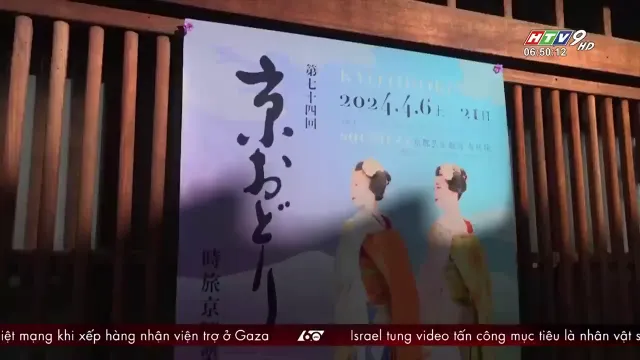 HTV9 HD
06:50:12
第七十四回
京おどり
時旅京
KYOTO
2024.4.6土 21日
iệt mạng khi xếp hàng nhận viện trợ ở Gaza
60
Israel tung video tấn công mục tiêu là nhân vật s